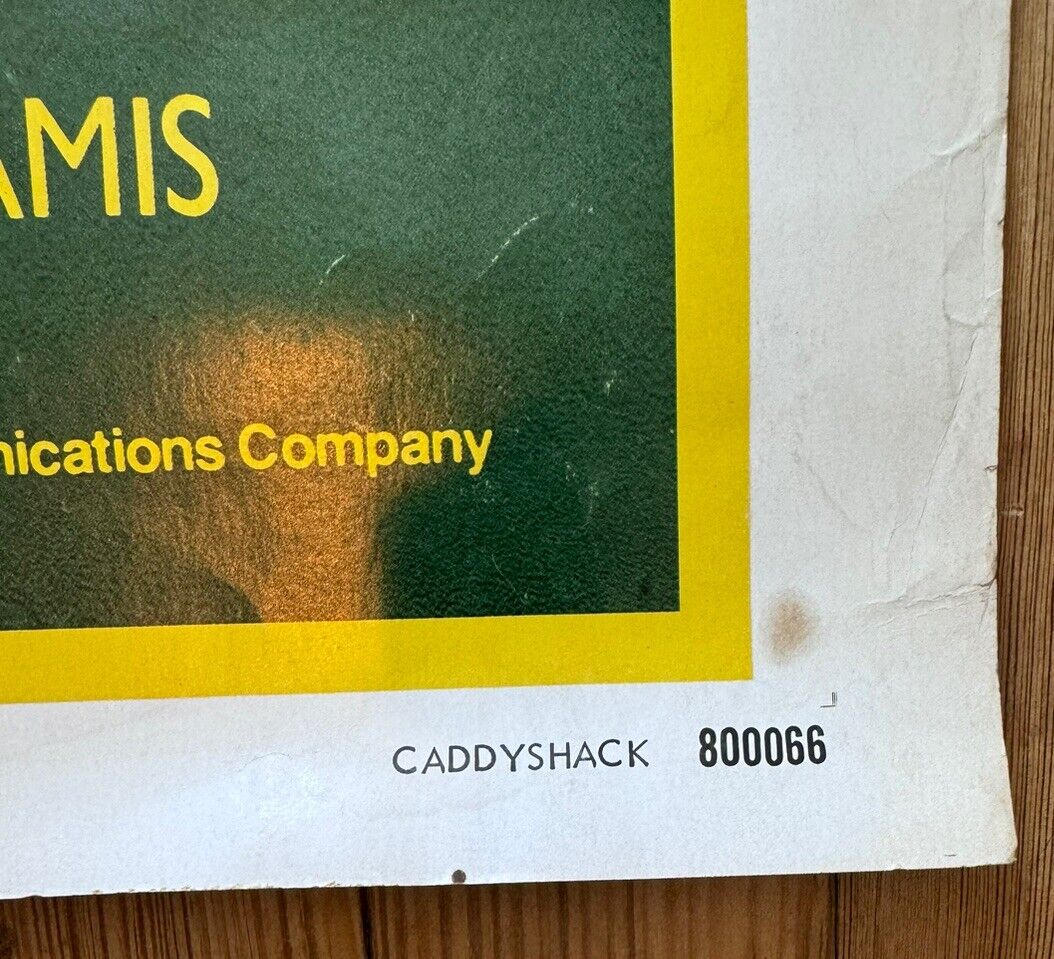 AMIS
nications Company
CADDYSHACK 800066